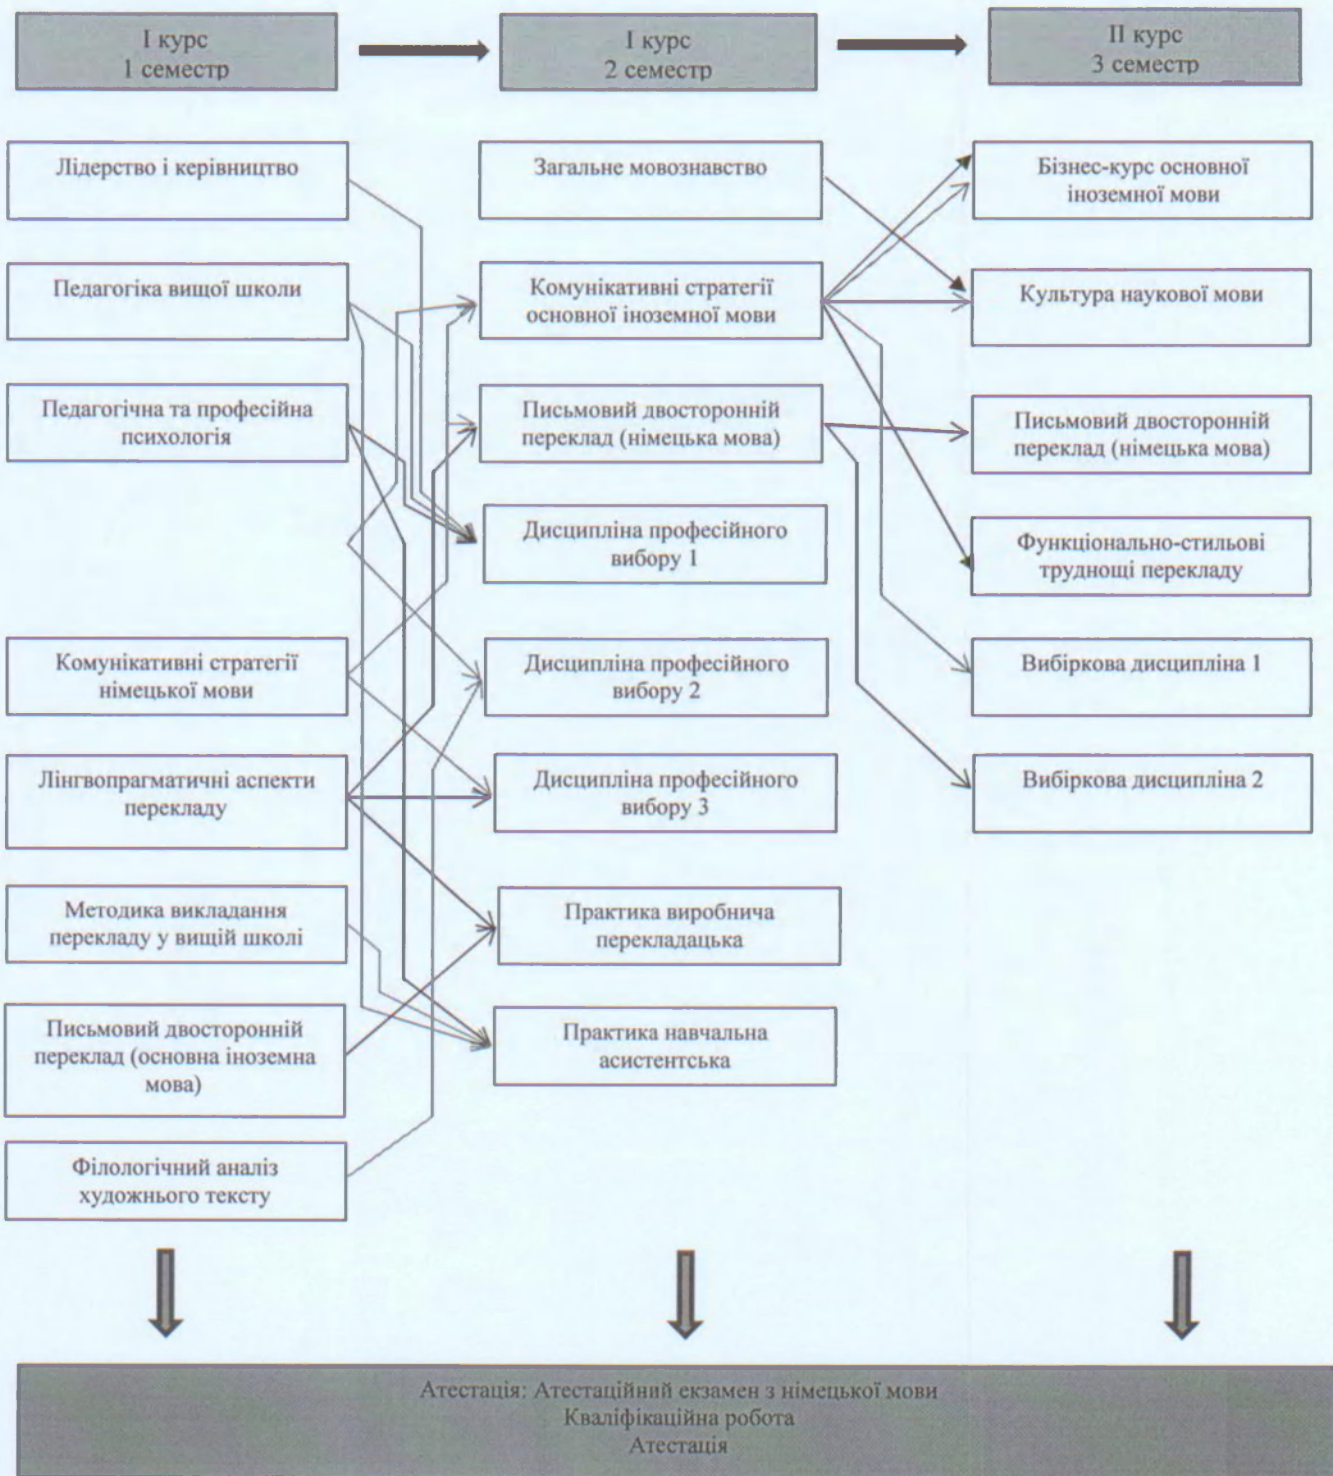 І курс
1 семестр
І курс
2 семестр
ІІ курс
3 семестр
Лідерство і керівництво
Педагогіка вищої школи
Педагогічна та професійна
психологія
Комунікативні стратегії
німецької мови
Лінгвопрагматичні аспекти
перекладу
Методика викладання
перекладу у вищій школі
Письмовий двосторонній
переклад (основна іноземна
мова)
Філологічний аналіз
художнього тексту
Загальне мовознавство
Комунікативні стратегії
основної іноземної мови
Письмовий двосторонній
переклад (німецька мова)
Дисципліна професійного
вибору 1
Дисципліна професійного
вибору 2
Дисципліна професійного
вибору 3
Практика виробнича
перекладацька
Практика навчальна
асистентська
Бізнес-курс основної
іноземної мови
Культура наукової мови
Письмовий двосторонній
переклад (німецька мова)
Функціонально-стильові
труднощі перекладу
Вибіркова дисципліна 1
Вибіркова дисципліна 2
Атестація: Атестаційний екзамен з німецької мови
Кваліфікаційна робота
Атестація